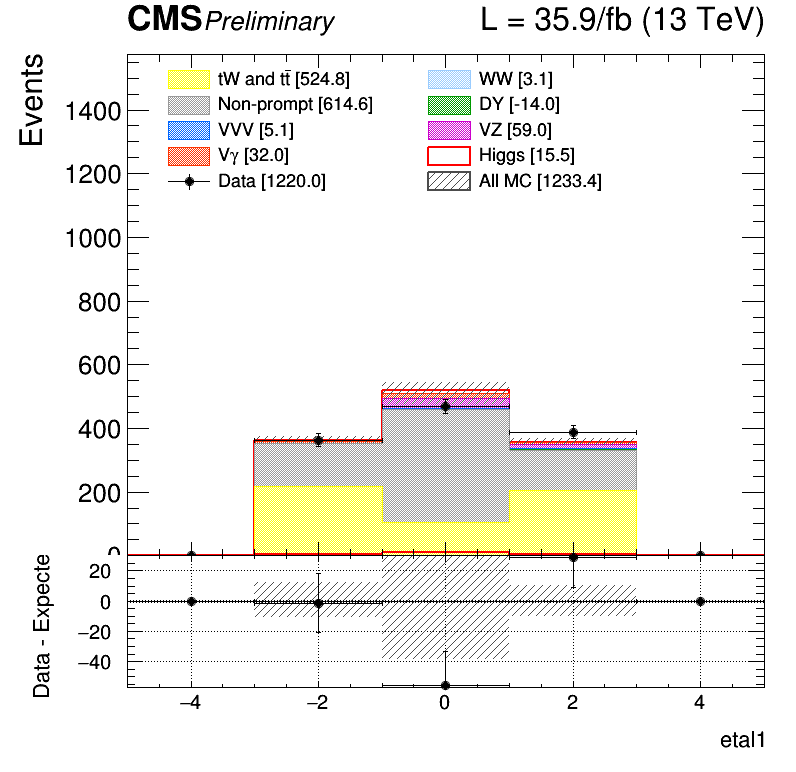 CMS Preliminary L = 35.9/fb (13 TeV)
Events
tW and tt̄ [524.8] WW [3.1]
Non-prompt [614.6] DY [-14.0]
VVV [5.1] VZ [59.0]
Vγ [32.0] Higgs [15.5]
Data [1220.0] All MC [1233.4]
1400
1200
1000
800
600
400
200
0
Data - Expecte
20
0
−20
−40
−4 −2 0 2 4
etal1